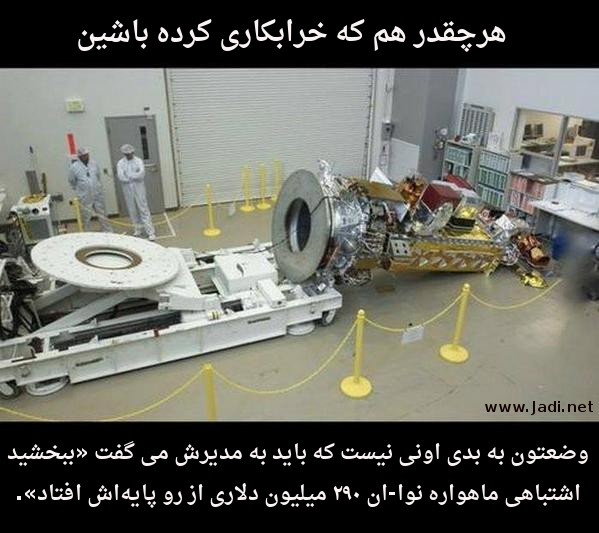 هرچقدر هم که خرابکاری کرده باشین
www.Jadi.net
وضعتون به بدی اونی نیست که باید به مدیرش می گفت «ببخشید
اشتباهی ماهواره نوا-ان ۲۹۰ میلیون دلاری از رو پایه‌اش افتاد».